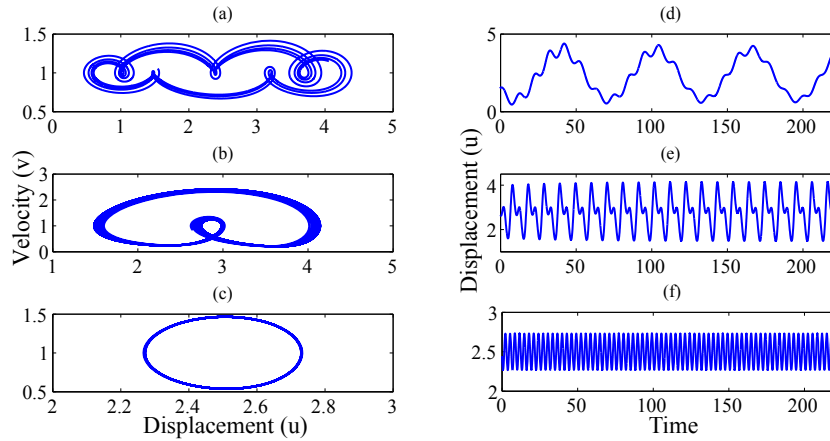 (a)
1.5
1
0.5
0 1 2 3 4 5
(b)
3
2
1
0
1 2 3 4 5
(c)
1.5
1
0.5
2 2.2 2.4 2.6 2.8 3
Velocity (v)
Displacement (u)
(d)
5
0
0 50 100 150 200
(e)
4
2
0 50 100 150 200
(f)
3
2.5
2
0 50 100 150 200
Displacement (u)
Time